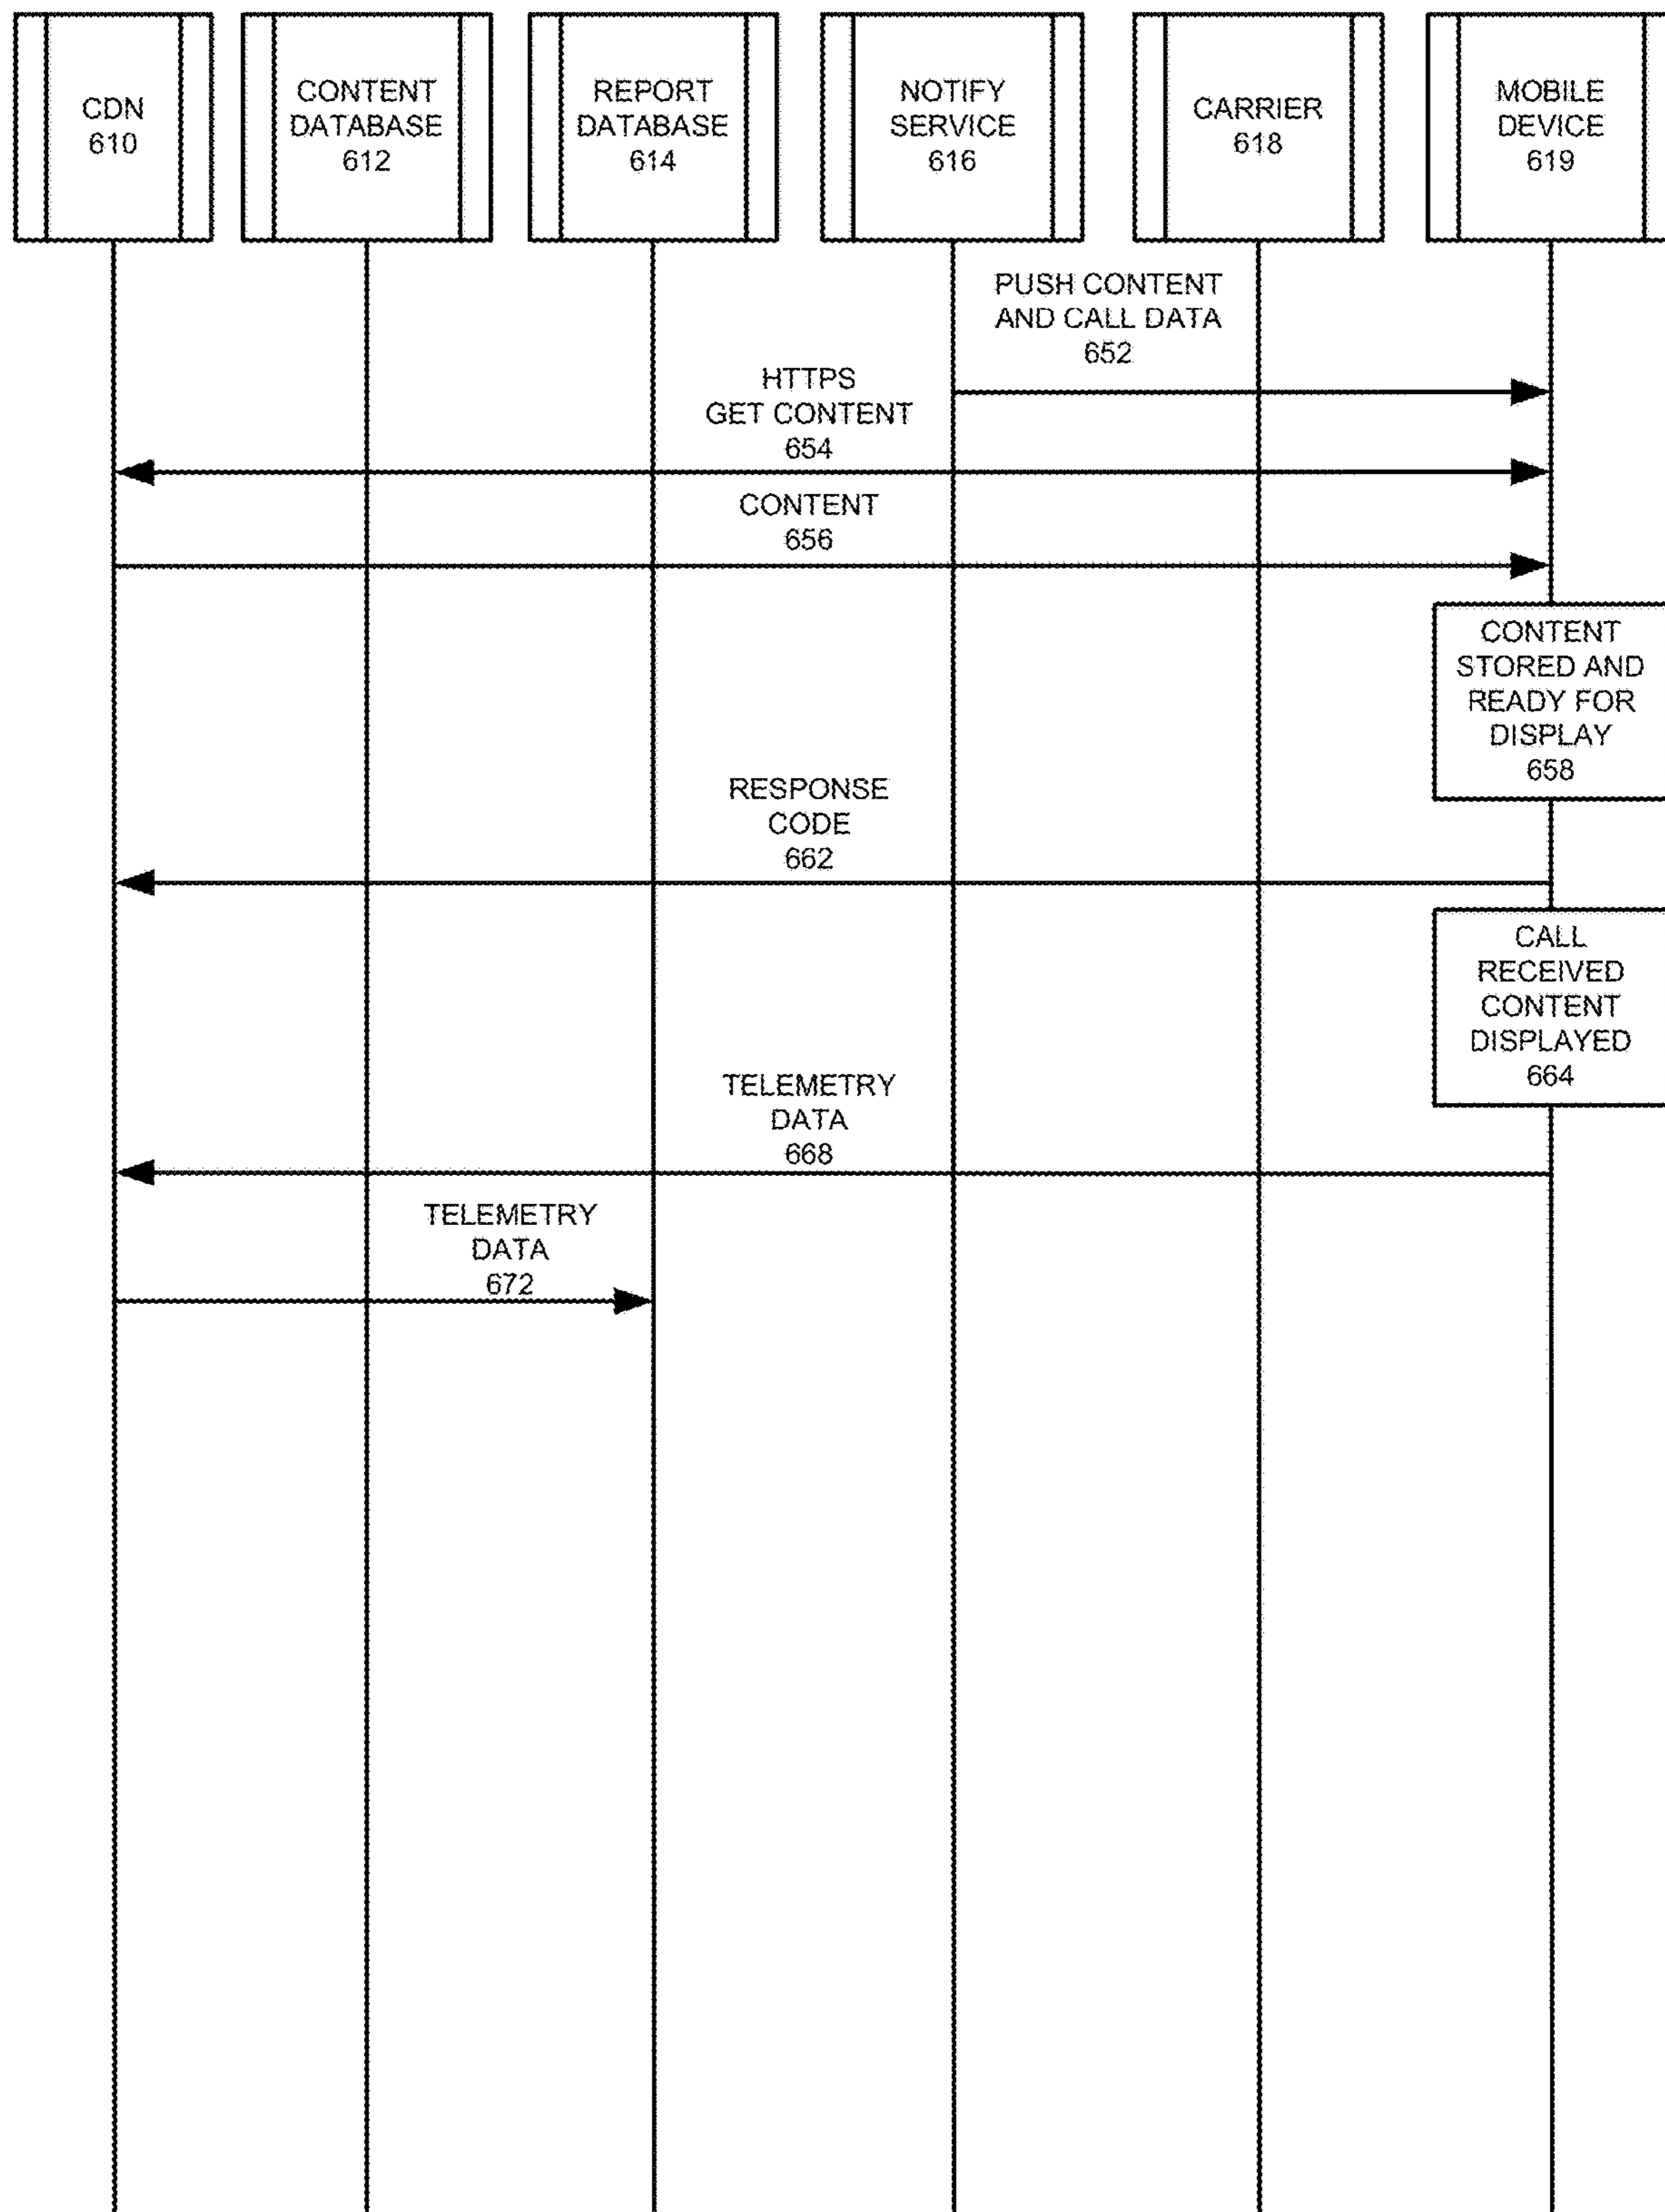 CDN
610
CONTENT
DATABASE
612
REPORT
DATABASE
614
NOTIFY
SERVICE
616
CARRIER
618
MOBILE
DEVICE
619
PUSH CONTENT
AND CALL DATA
652
HTTPS
GET CONTENT
654
CONTENT
656
CONTENT
STORED AND
READY FOR
DISPLAY
658
RESPONSE
CODE
662
CALL
RECEIVED
CONTENT
DISPLAYED
664
TELEMETRY
DATA
668
TELEMETRY
DATA
672